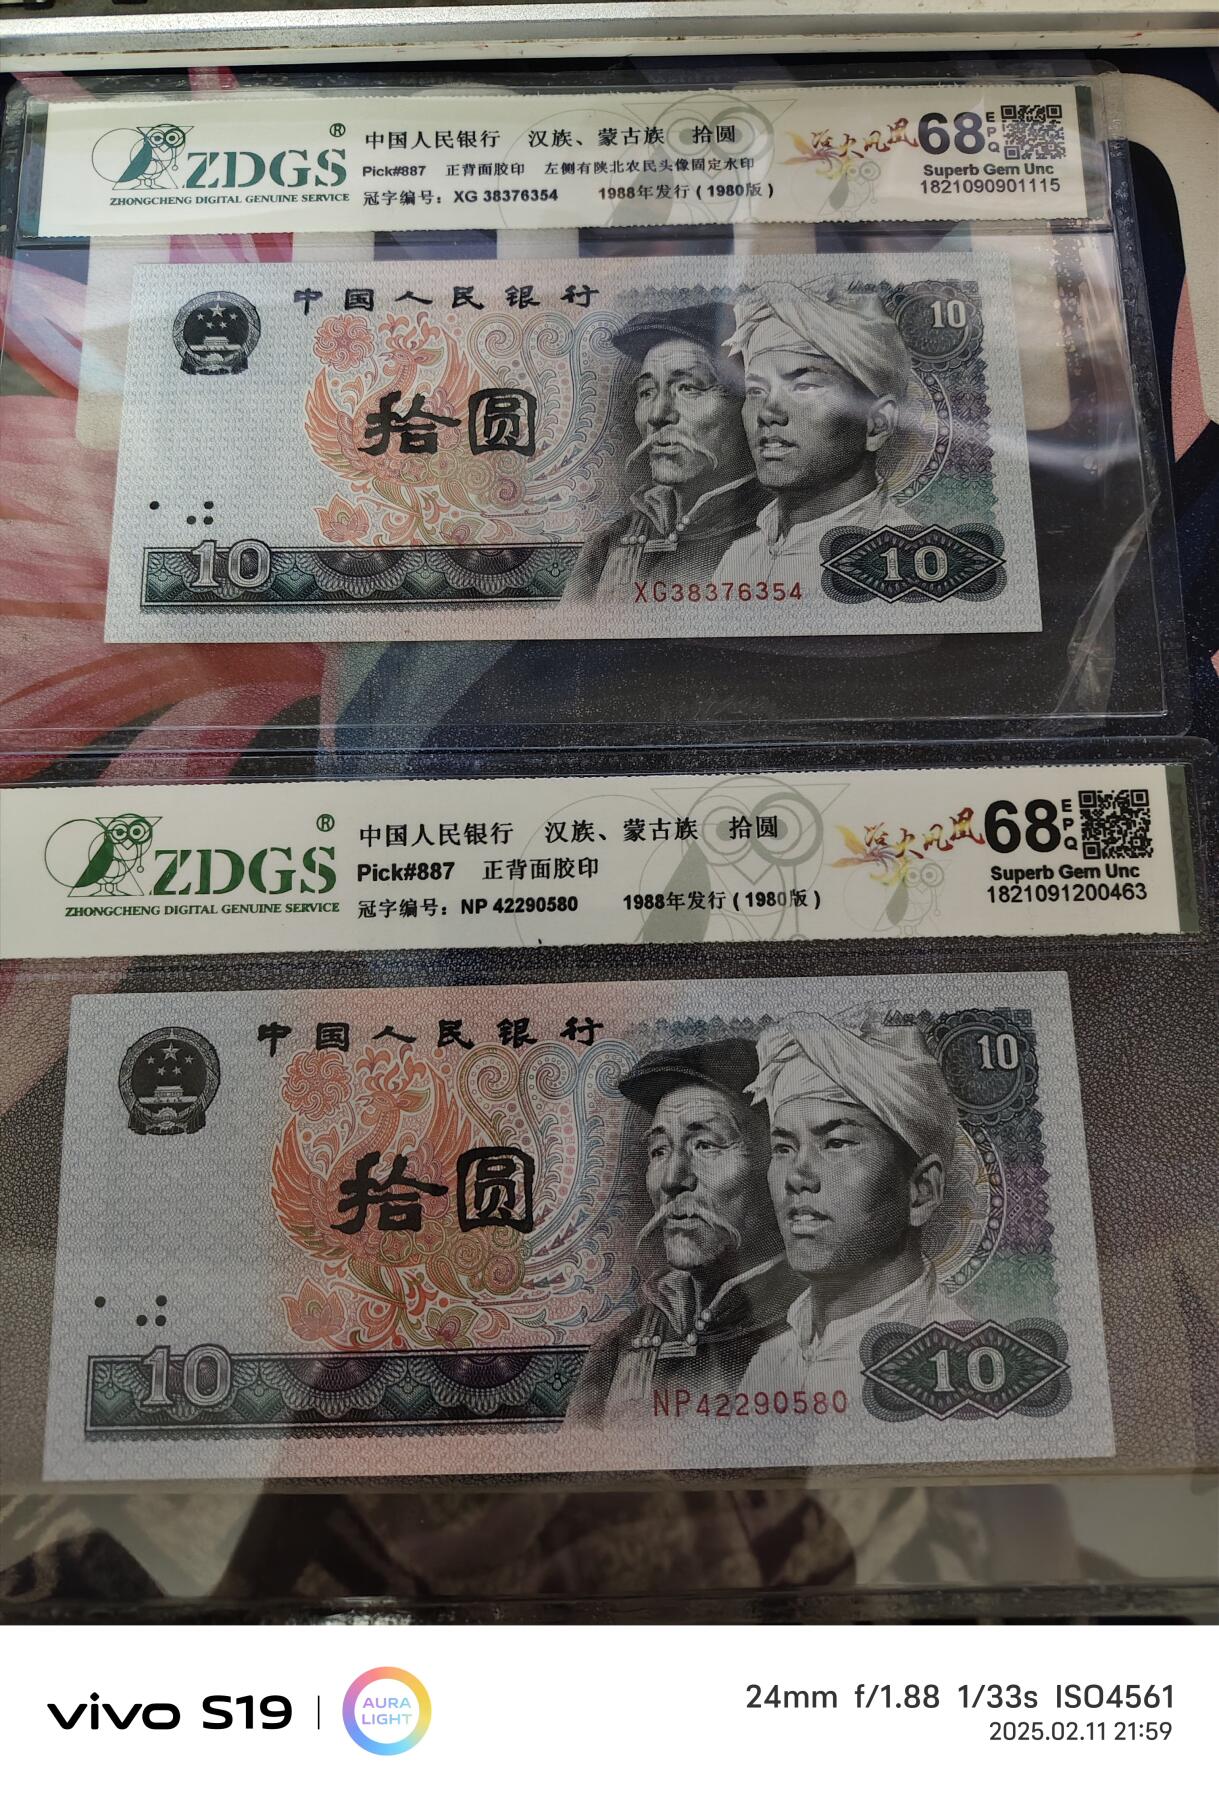 ZDGS®
ZHONGCHENG DIGITAL GENUINE SERVICE
中国人民银行 汉族、蒙古族 拾圆
Pick#887 正背面胶印 左侧有陕北农民头像固定水印
冠字编号：XG 38376354 1988年发行(1980版)
浴火凤凰
68 EPQ
Superb Gem Unc
1821090901115
中国人民银行
10
拾圆
10
XG38376354
10
ZDGS®
ZHONGCHENG DIGITAL GENUINE SERVICE
中国人民银行 汉族、蒙古族 拾圆
Pick#887 正背面胶印
冠字编号：NP 42290580 1988年发行(1980版)
浴火凤凰
68 EPQ
Superb Gem Unc
1821091200463
中国人民银行
10
拾圆
10
NP42290580
10
vivo S19 | AURA LIGHT
24mm f/1.88 1/33s ISO4561
2025.02.11 21:59